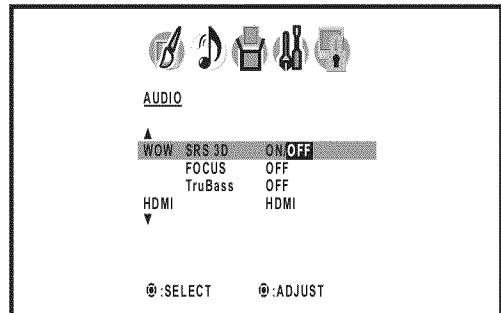 AUDIO
▲
WOW SRS 3D ON/OFF
FOCUS OFF
TruBass OFF
HDMI HDMI
▼
:SELECT :ADJUST